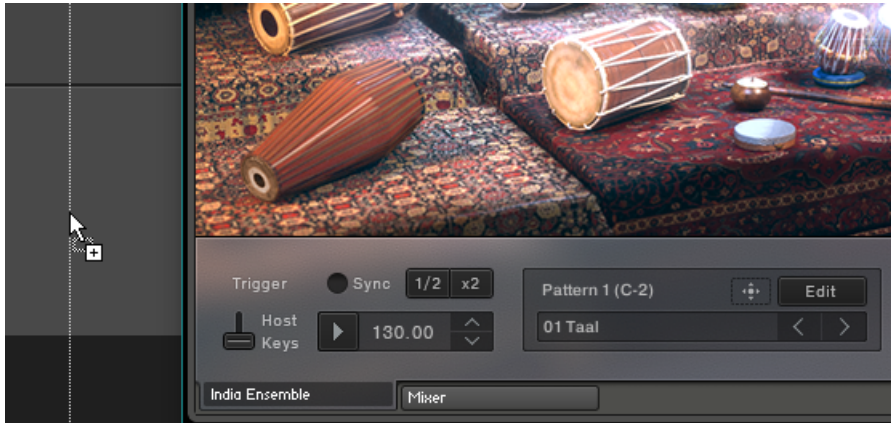 Trigger
Sync
1/2
x2
Host
Keys
130.00
Pattern 1 (C-2)
Edit
01 Taal
India Ensemble
Mixer